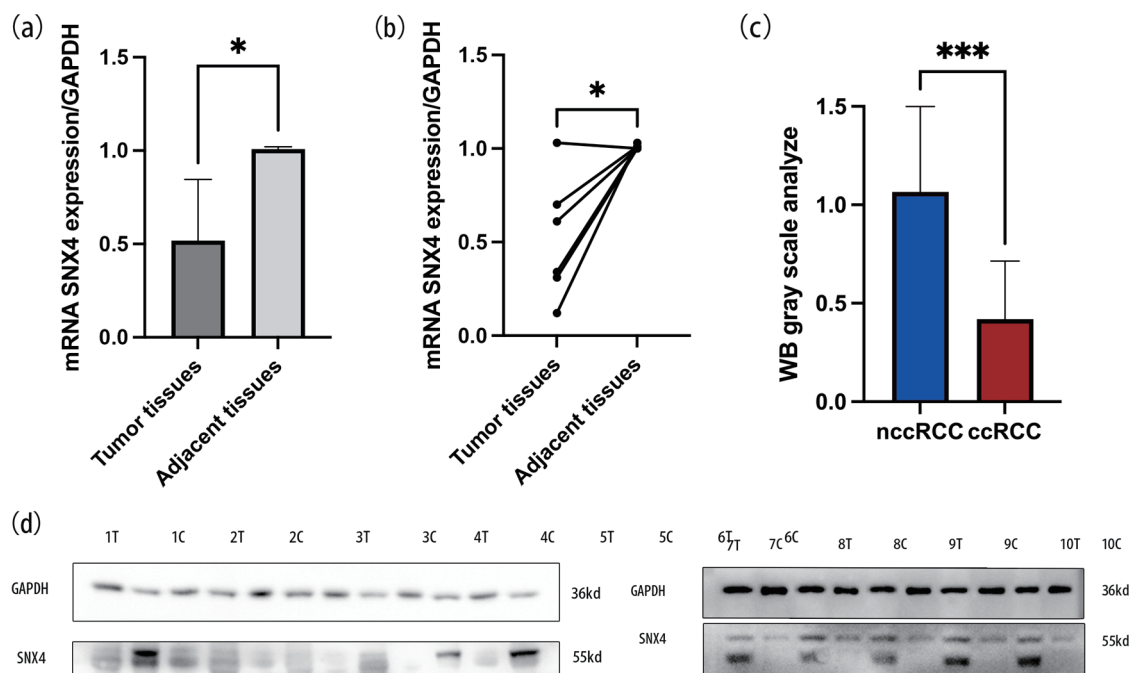 (a)
mRNA SNX4 expression/GAPDH
1.5
1.0
0.5
0.0
*
Tumor tissues
Adjacent tissues
(b)
mRNA SNX4 expression/GAPDH
1.5
1.0
0.5
0.0
*
Tumor tissues
Adjacent tissues
(c)
WB gray scale analyze
1.5
1.0
0.5
0.0
***
nccRCC ccRCC
(d)
1T 1C 2T 2C 3T 3C 4T 4C 5T 5C 6T 6C
7T 7C 8T 8C 9T 9C 10T 10C
GAPDH 36kd
SNX4 55kd
GAPDH 36kd
SNX4 55kd